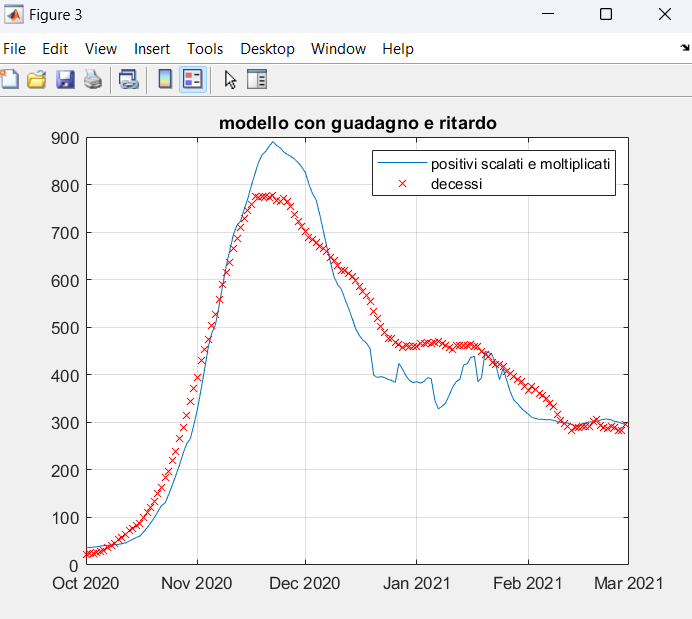 Figure 3
File Edit View Insert Tools Desktop Window Help
modello con guadagno e ritardo
900
800
700
600
500
400
300
200
100
0
positivi scalati e moltiplicati
decessi
Oct 2020 Nov 2020 Dec 2020 Jan 2021 Feb 2021 Mar 2021